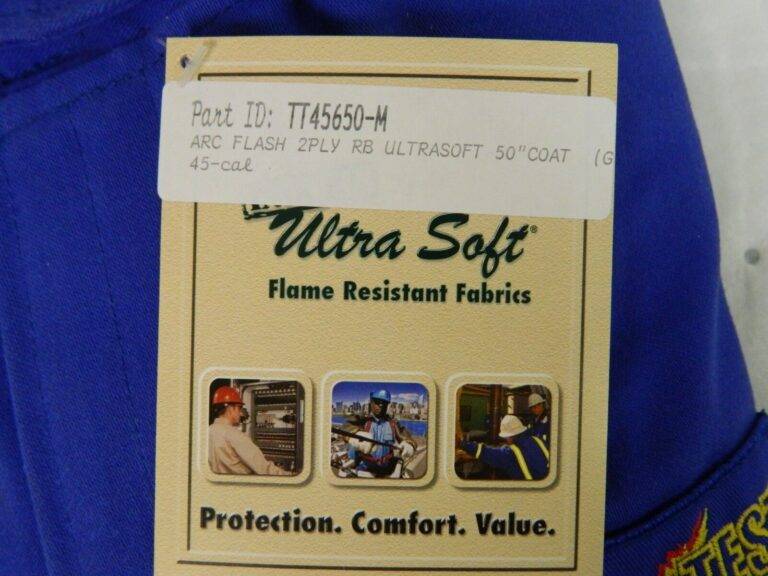 Part ID: TT45650-M
ARC FLASH 2PLY RB ULTRASOFT 50"COAT (G
45-cal
Ultra Soft®
Flame Resistant Fabrics
Protection. Comfort. Value.
TES